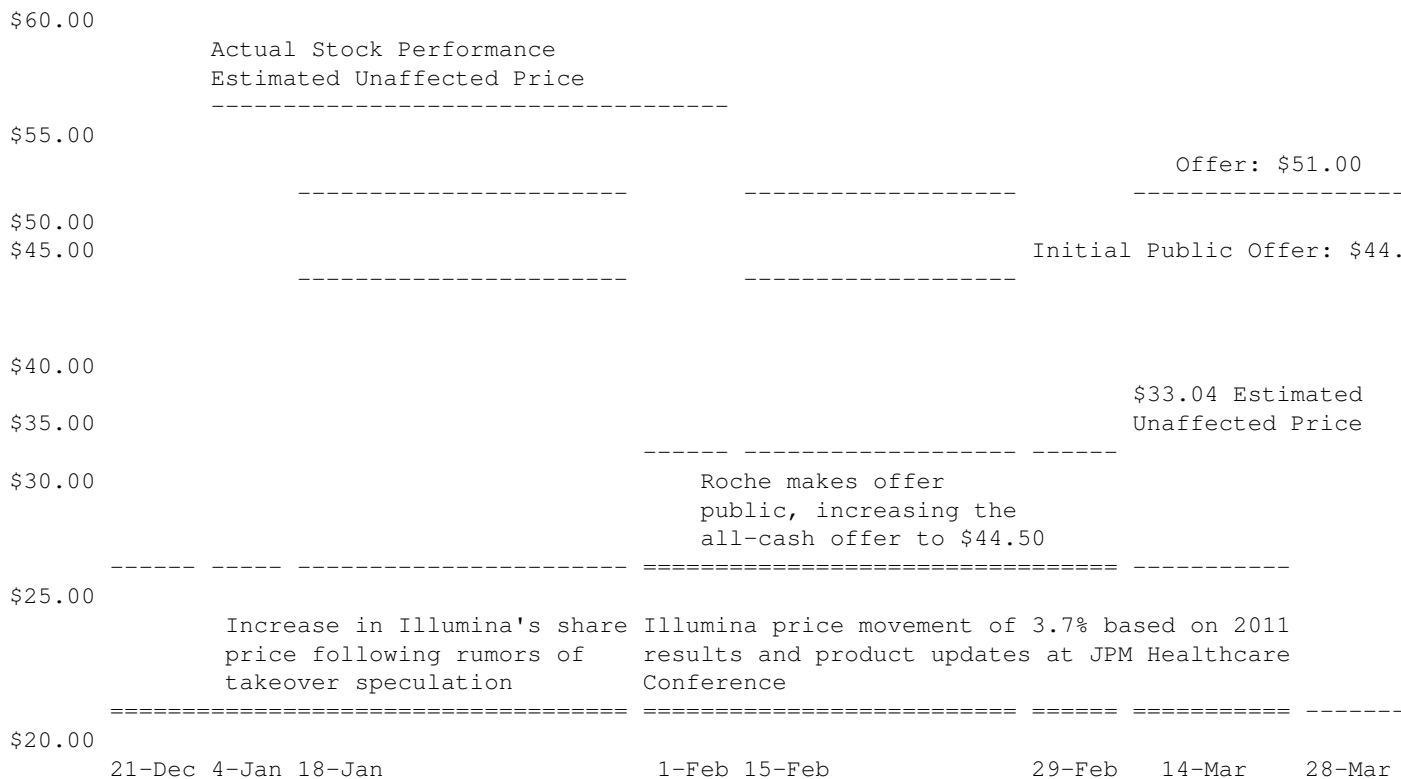 $60.00
Actual Stock Performance
Estimated Unaffected Price
------------------------------------
$55.00
Offer: $51.00
----------------------- ------------------- -------------------
$50.00
$45.00 Initial Public Offer: $44.
----------------------- -------------------
$40.00
$33.04 Estimated
$35.00 Unaffected Price
------ ------------------- ------
$30.00 Roche makes offer
public, increasing the
all-cash offer to $44.50
------ ----- ----------------------- ================================= -----------
$25.00
Increase in Illumina's share Illumina price movement of 3.7% based on 2011
price following rumors of results and product updates at JPM Healthcare
takeover speculation Conference
==================================== ========================== ====== =========== -------
$20.00
21-Dec 4-Jan 18-Jan 1-Feb 15-Feb 29-Feb 14-Mar 28-Mar